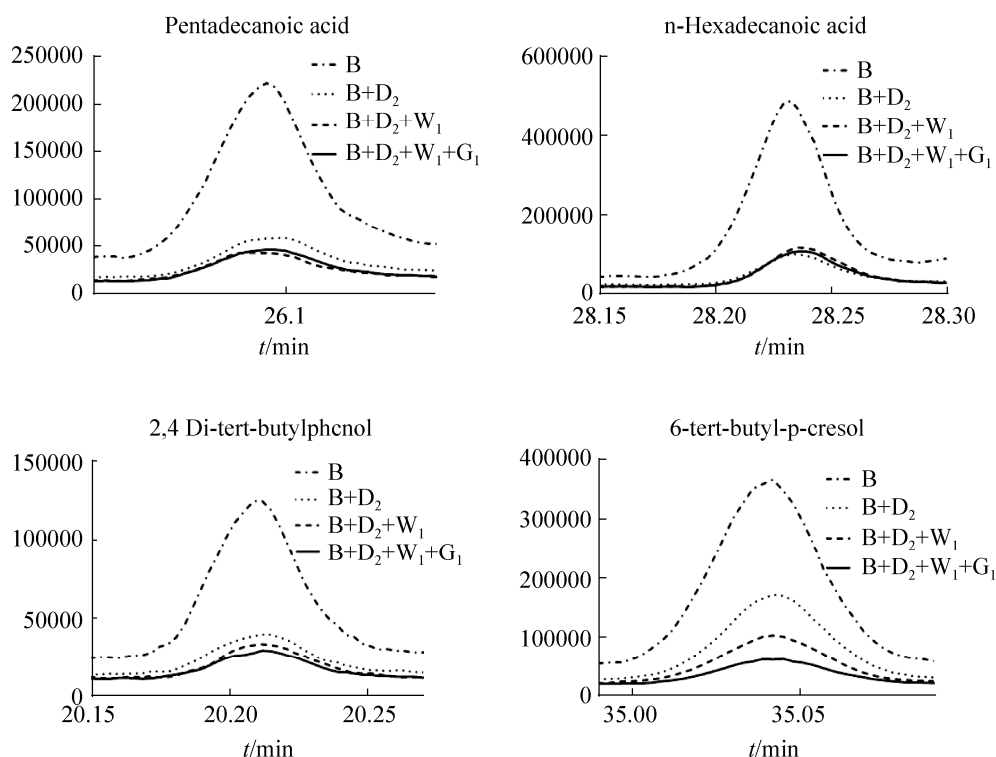 Pentadecanoic acid
250000
200000
150000
100000
50000
0
B
B+D₂
B+D₂+W₁
B+D₂+W₁+G₁
26.1
t/min
n-Hexadecanoic acid
600000
400000
200000
0
B
B+D₂
B+D₂+W₁
B+D₂+W₁+G₁
28.15 28.20 28.25 28.30
t/min
2,4 Di-tert-butylphcnol
150000
100000
50000
0
B
B+D₂
B+D₂+W₁
B+D₂+W₁+G₁
20.15 20.20 20.25
t/min
6-tert-butyl-p-cresol
400000
300000
200000
100000
0
B
B+D₂
B+D₂+W₁
B+D₂+W₁+G₁
35.00 35.05
t/min